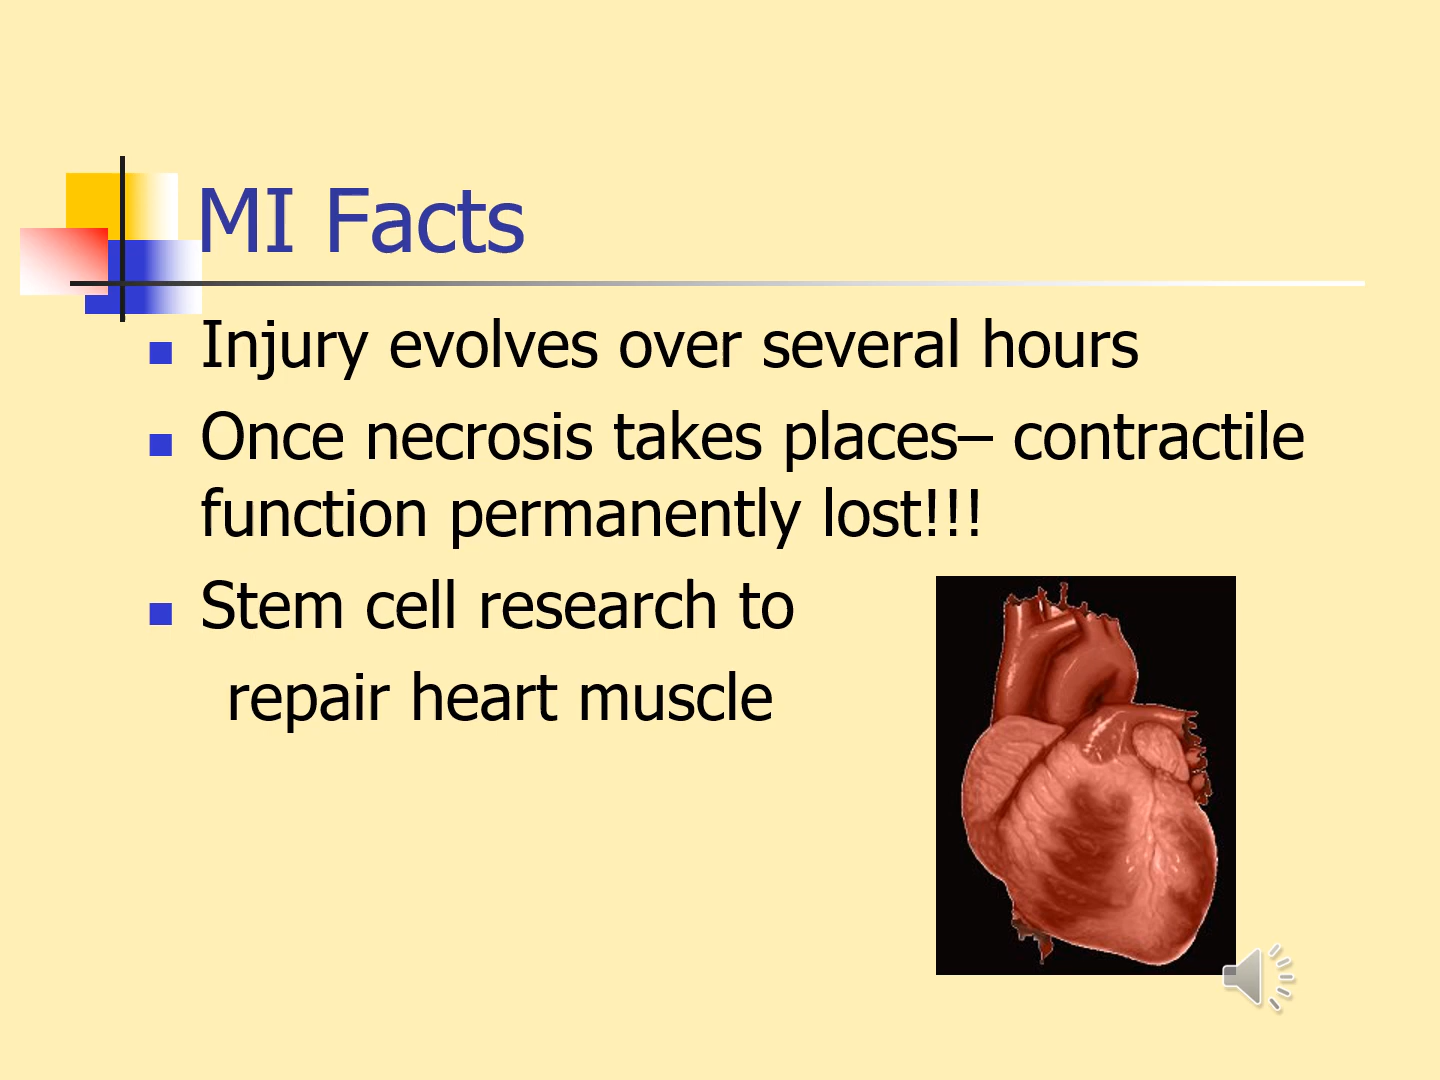 MI Facts
Injury evolves over several hours
Once necrosis takes places– contractile
function permanently lost!!!
Stem cell research to
repair heart muscle